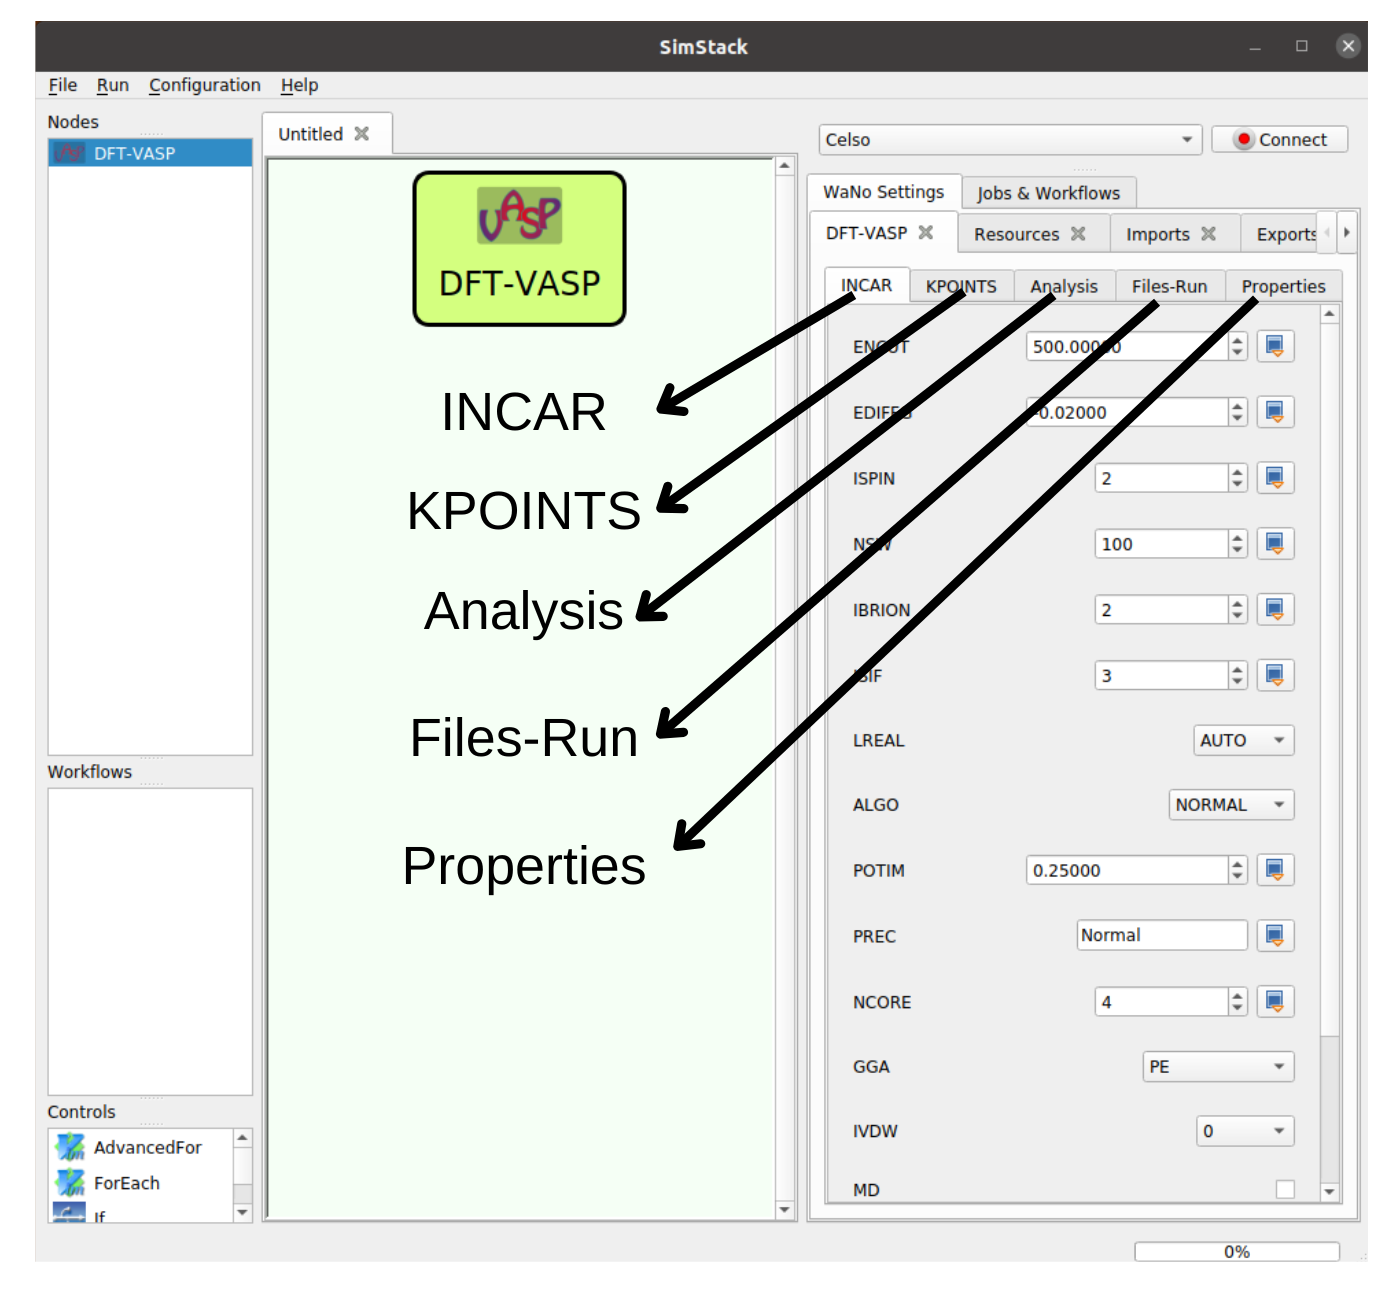 SimStack
File Run Configuration Help
Nodes
DFT-VASP
Workflows
Controls
AdvancedFor
ForEach
If
Untitled
VASP
DFT-VASP
INCAR
KPOINTS
Analysis
Files-Run
Properties
Celso
Connect
WaNo Settings Jobs & Workflows
DFT-VASP Resources Imports Exports
INCAR KPOINTS Analysis Files-Run Properties
ENCUT 500.00000
-0.02000
ISPIN 2
NSW 100
IBRION 2
ISIF 3
LREAL AUTO
ALGO NORMAL
POTIM 0.25000
PREC Normal
NCORE 4
GGA PE
IVDW 0
MD
0%